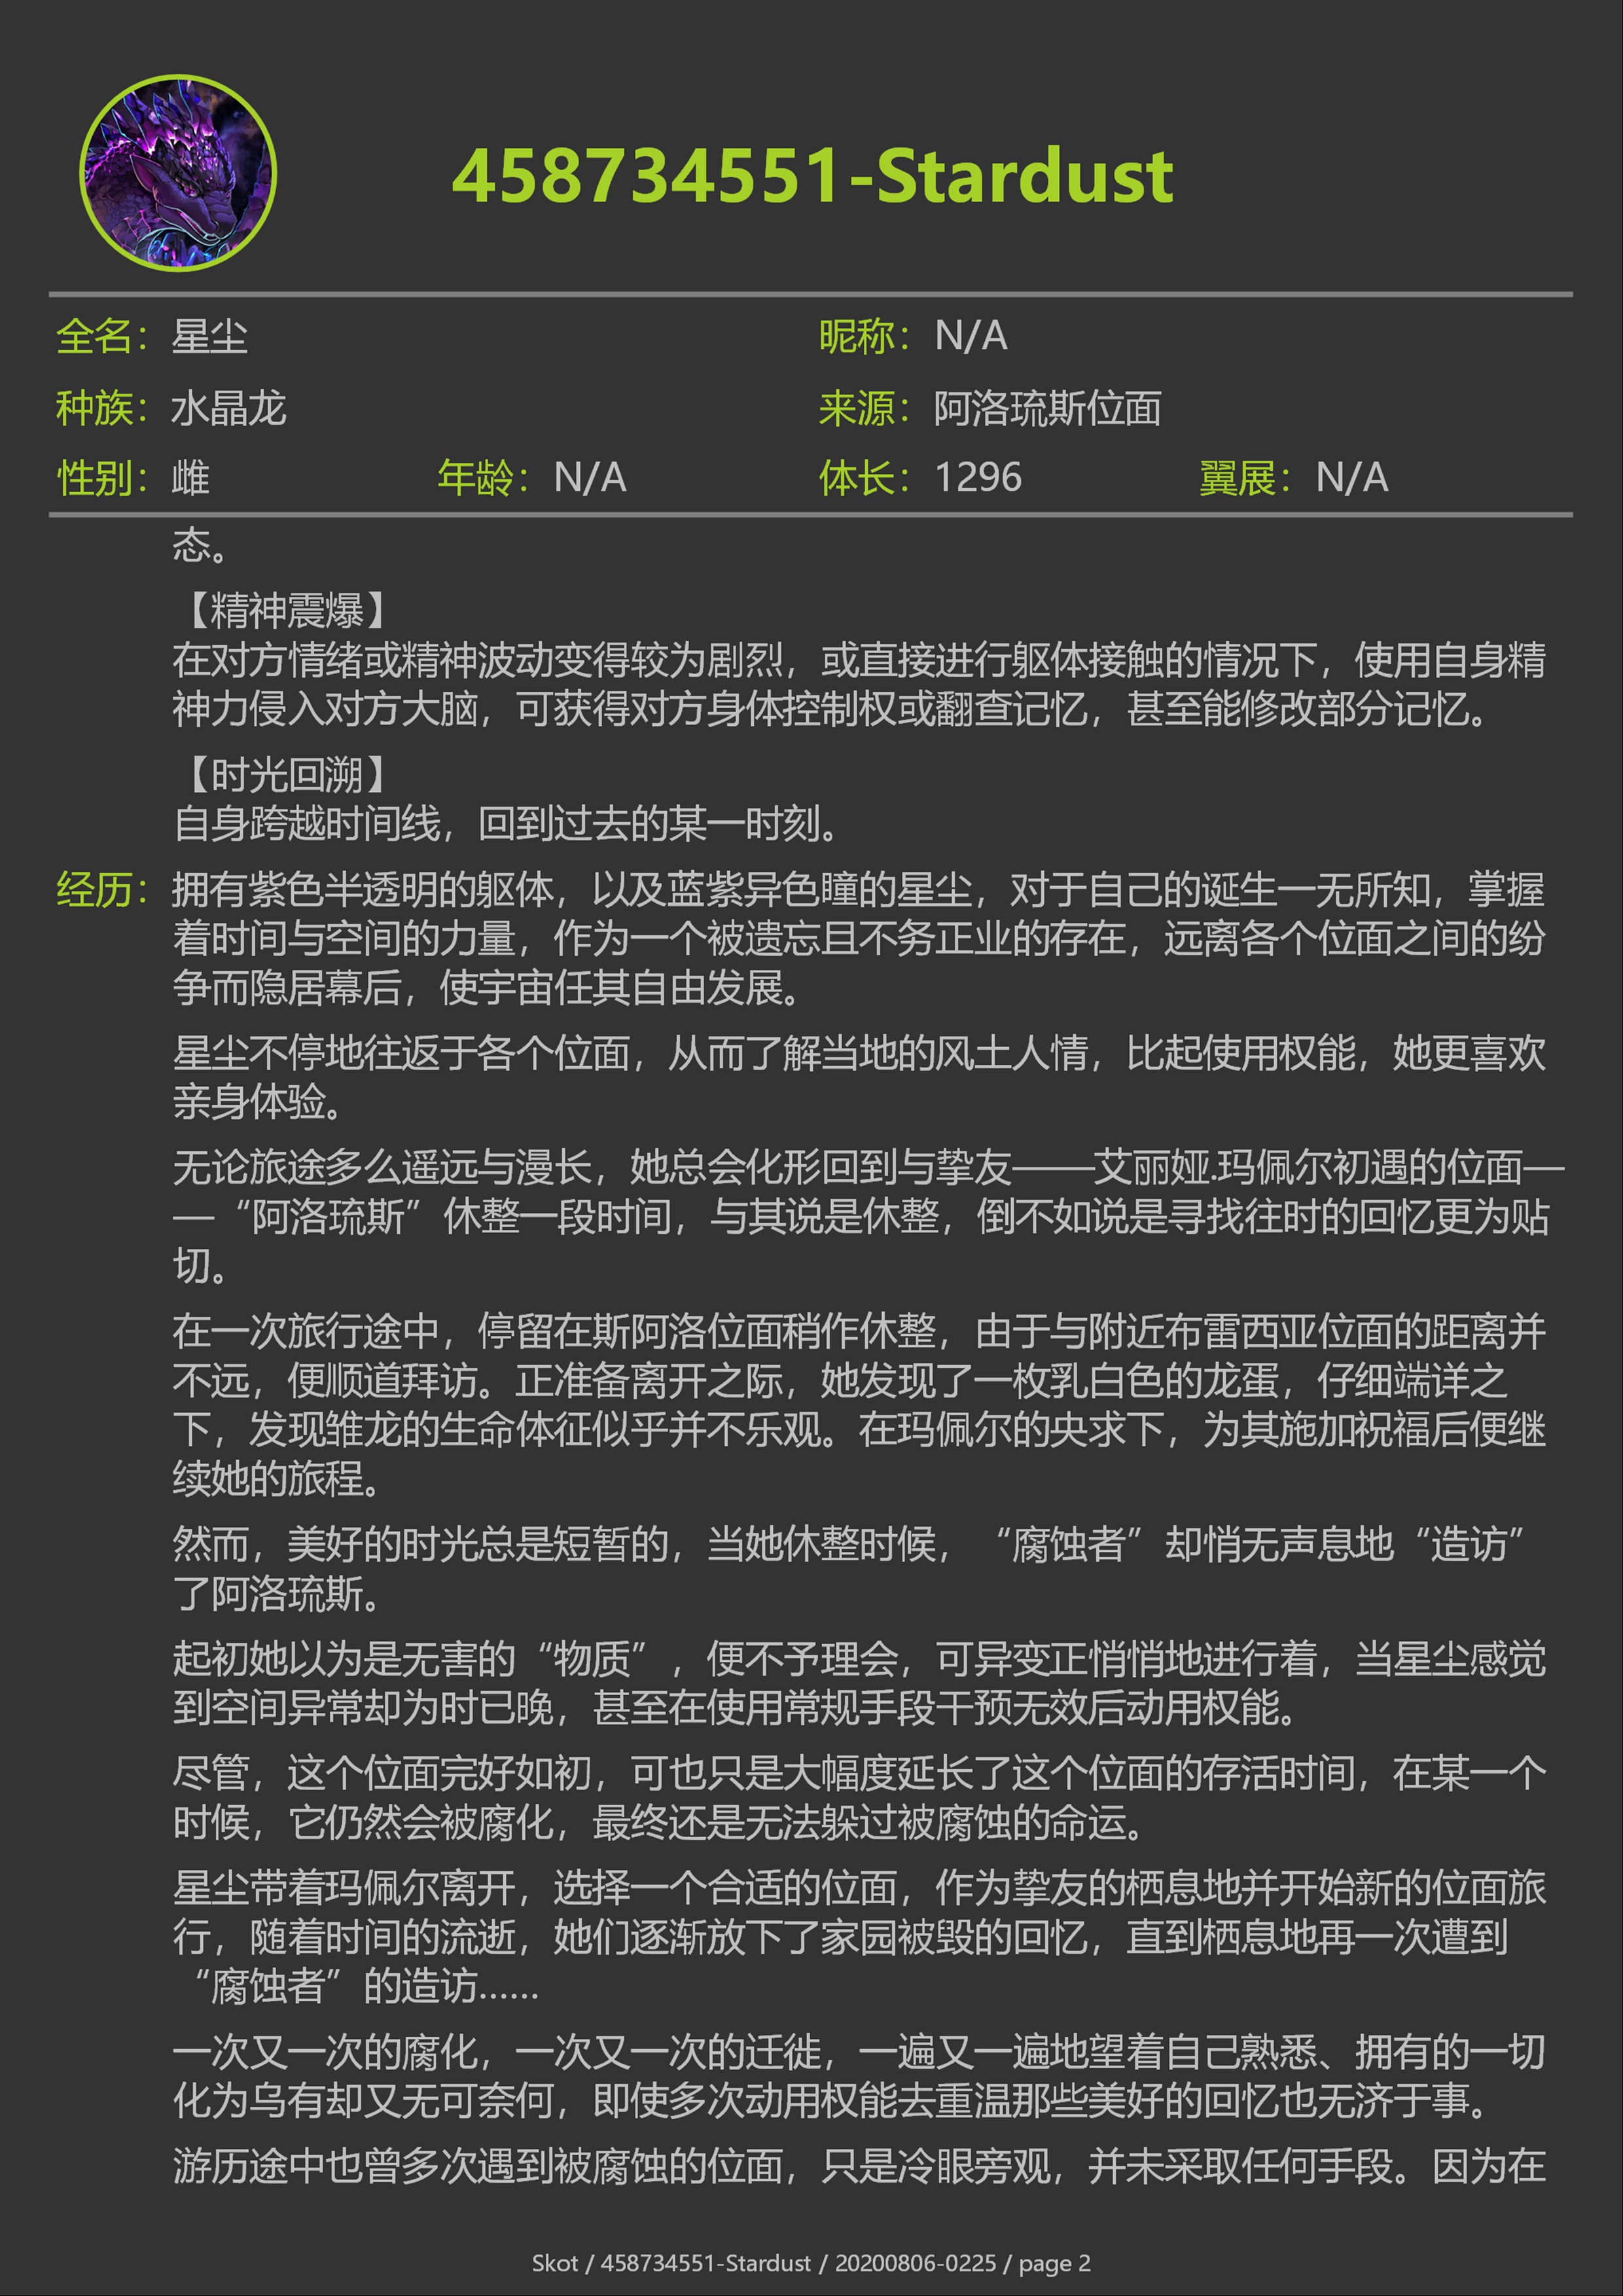 458734551-Stardust
全名：星尘 昵称：N/A
种族：水晶龙 来源：阿洛琉斯位面
性别：雌 年龄：N/A 体长：1296 翼展：N/A
态。
【精神震爆】
在对方情绪或精神波动变得较为剧烈，或直接进行躯体接触的情况下，使用自身精
神力侵入对方大脑，可获得对方身体控制权或翻查记忆，甚至能修改部分记忆。
【时光回溯】
自身跨越时间线，回到过去的某一时刻。
经历：拥有紫色半透明的躯体，以及蓝紫异色瞳的星尘，对于自己的诞生一无所知，掌握
着时间与空间的力量，作为一个被遗忘且不务正业的存在，远离各个位面之间的纷
争而隐居幕后，使宇宙任其自由发展。
星尘不停地往返于各个位面，从而了解当地的风土人情，比起使用权能，她更喜欢
亲身体验。
无论旅途多么遥远与漫长，她总会化形回到与挚友——艾丽娅.玛佩尔初遇的位面—
—“阿洛琉斯”休整一段时间，与其说是休整，倒不如说是寻找往时的回忆更为贴
切。
在一次旅行途中，停留在斯阿洛位面稍作休整，由于与附近布雷西亚位面的距离并
不远，便顺道拜访。正准备离开之际，她发现了一枚乳白色的龙蛋，仔细端详之
下，发现雏龙的生命体征似乎并不乐观。在玛佩尔的央求下，为其施加祝福后便继
续她的旅程。
然而，美好的时光总是短暂的，当她休整时候，“腐蚀者”却悄无声息地“造访”
了阿洛琉斯。
起初她以为是无害的“物质”，便不予理会，可异变正悄悄地进行着，当星尘感觉
到空间异常却为时已晚，甚至在使用常规手段干预无效后动用权能。
尽管，这个位面完好如初，可也只是大幅度延长了这个位面的存活时间，在某一个
时候，它仍然会被腐化，最终还是无法躲过被腐蚀的命运。
星尘带着玛佩尔离开，选择一个合适的位面，作为挚友的栖息地并开始新的位面旅
行，随着时间的流逝，她们逐渐放下了家园被毁的回忆，直到栖息地再一次遭到
“腐蚀者”的造访……
一次又一次的腐化，一次又一次的迁徙，一遍又一遍地望着自己熟悉、拥有的一切
化为乌有却又无可奈何，即使多次动用权能去重温那些美好的回忆也无济于事。
游历途中也曾多次遇到被腐蚀的位面，只是冷眼旁观，并未采取任何手段。因为在
Skot / 458734551-Stardust / 20200806-0225 / page 2